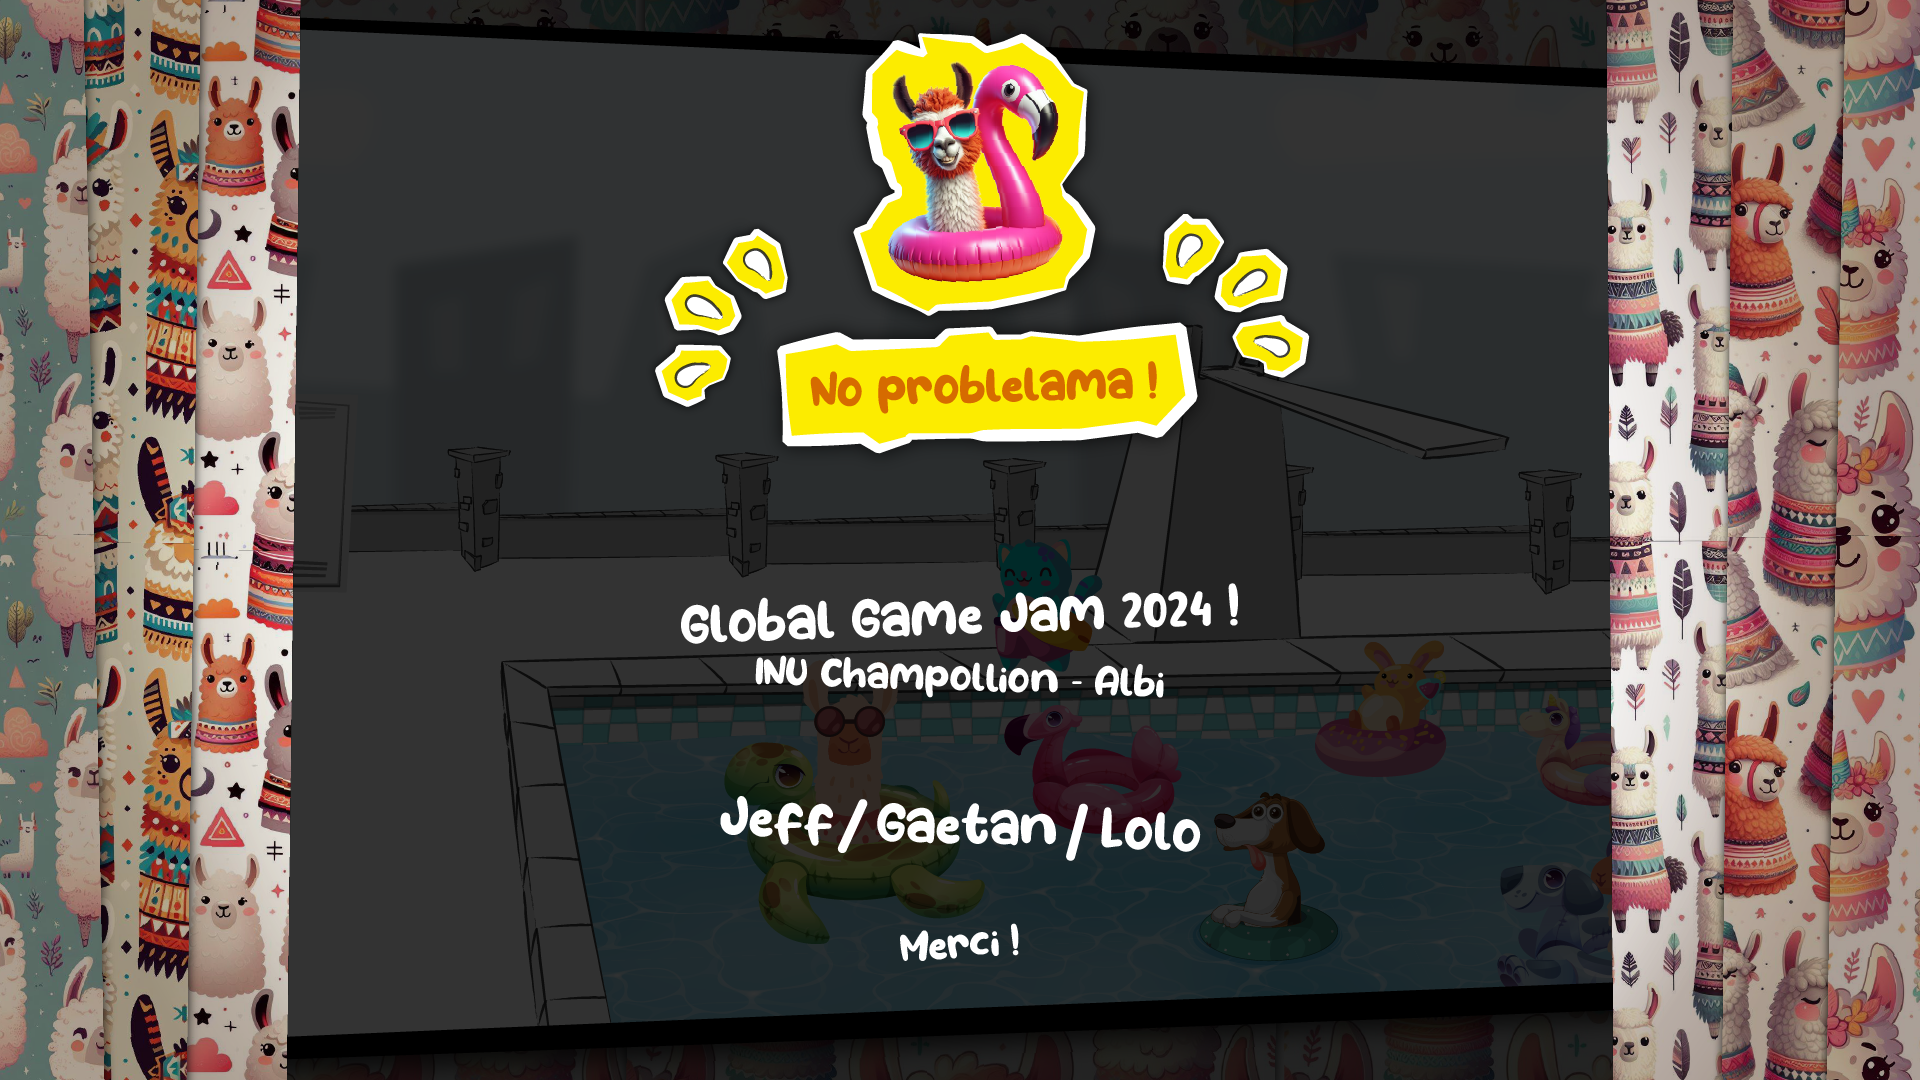 No problelama !
Global Game Jam 2024 !
INU Champollion - Albi
Jeff / Gaetan / Lolo
Merci !